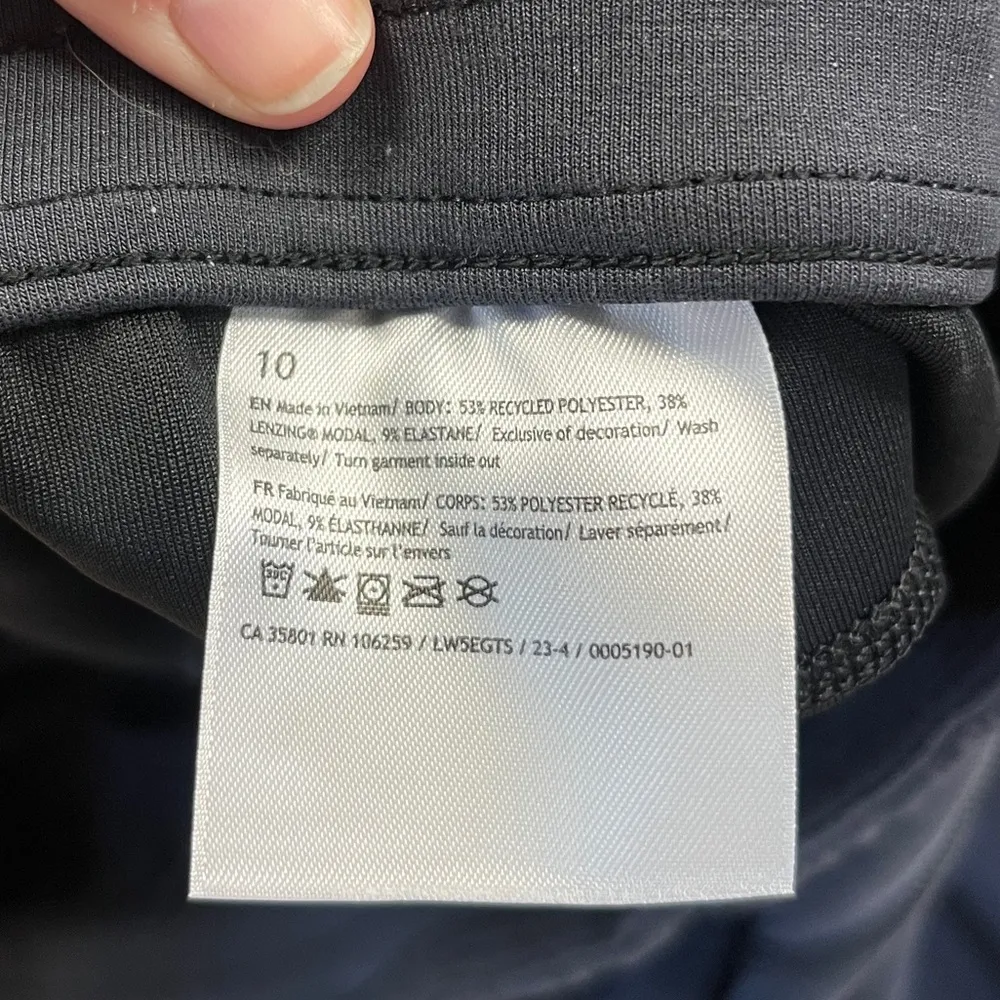 10
EN Made in Vietnam/ BODY: 53% RECYCLED POLYESTER, 38%
LENZING® MODAL, 9% ELASTANE/ Exclusive of decoration/ Wash
separately/ Turn garment inside out
FR Fabriqué au Vietnam/ CORPS: 53% POLYESTER RECYCLÉ, 38%
MODAL, 9% ÉLASTHANNE/ Sauf la décoration/ Laver séparément/
Tourner l'article sur l'envers
30C
CA 35801 RN 106259 / LW5EGTS / 23-4 / 0005190-01